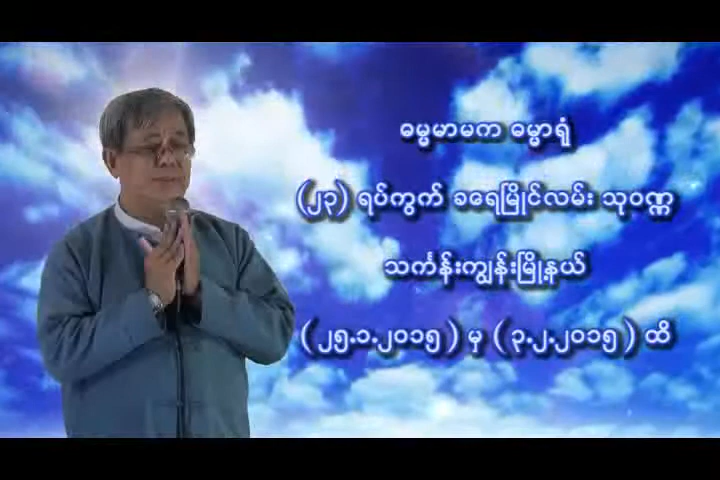 ဓမ္မမာမက ဓမ္မာရုံ
(၂၃) ရပ်ကွက် ခရေမြိုင်လမ်း သုဝဏ္ဏ
သင်္ကန်းကျွန်းမြို့နယ်
( ၂၅.၁.၂၀၁၅ ) မှ ( ၃.၂.၂၀၁၅ ) ထိ